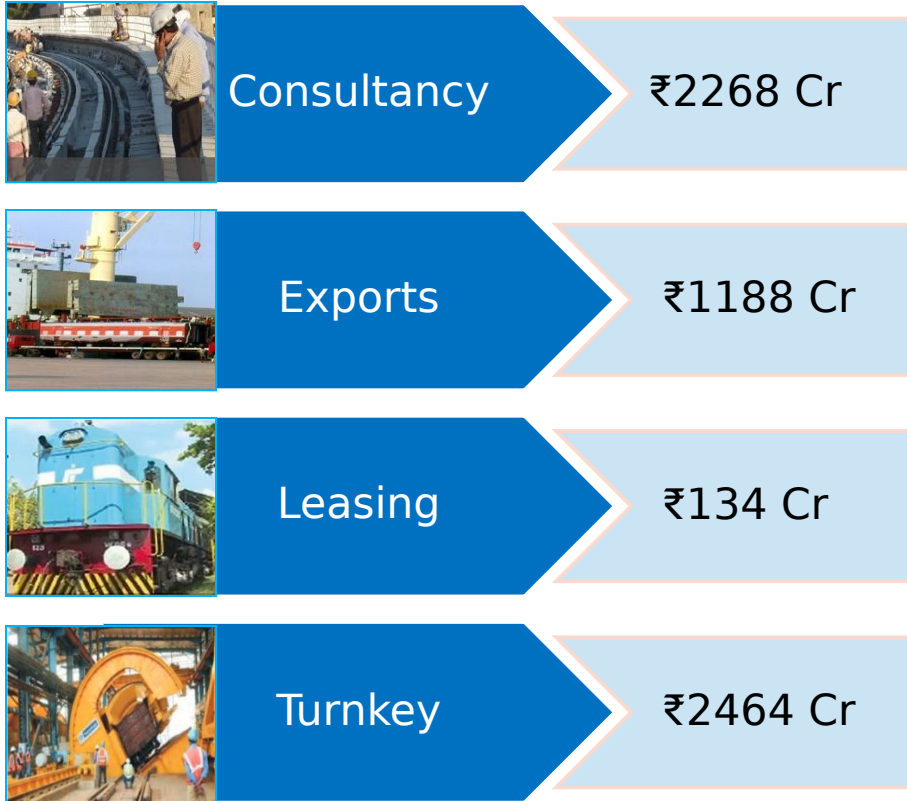 Consultancy
₹2268 Cr
Exports
₹1188 Cr
Leasing
₹134 Cr
Turnkey
₹2464 Cr